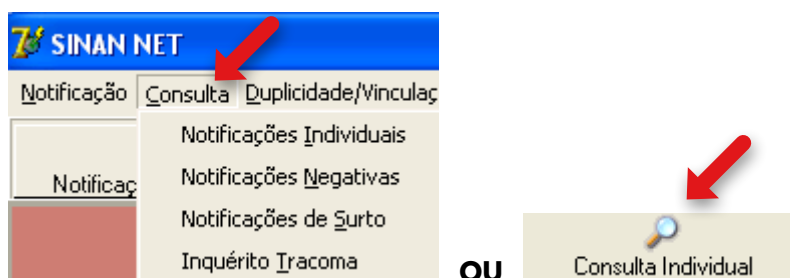 SINAN NET
Notificação Consulta Duplicidade/Vinculaç
Notificações Individuais
Notificaç
Notificações Negativas
Notificações de Surto
Inquérito Tracoma
ou
Consulta Individual